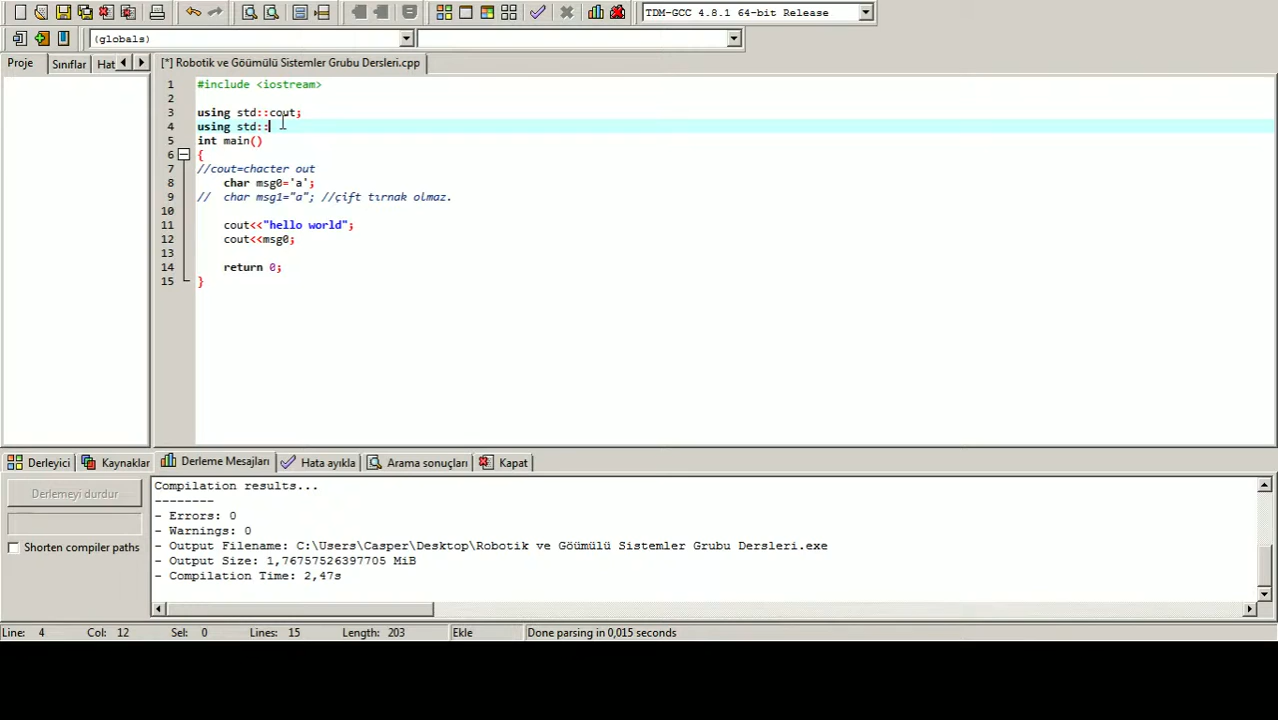 TDM-GCC 4.8.1 64-bit Release
(globals)
Proje Sınıflar Hat
[*] Robotik ve Göümülü Sistemler Grubu Dersleri.cpp
1 #include <iostream>
2
3 using std::cout;
4 using std::
5 int main()
6 {
7 //cout=chacter out
8 char msg0='a';
9 // char msg1="a"; //çift tırnak olmaz.
10
11 cout<<"hello world";
12 cout<<msg0;
13
14 return 0;
15 }
Derleyici Kaynaklar Derleme Mesajları Hata ayıkla Arama sonuçları Kapat
Derlemeyi durdur
Shorten compiler paths
Compilation results...
--------
- Errors: 0
- Warnings: 0
- Output Filename: C:\Users\Casper\Desktop\Robotik ve Göümülü Sistemler Grubu Dersleri.exe
- Output Size: 1,76757526397705 MiB
- Compilation Time: 2,47s
Line: 4 Col: 12 Sel: 0 Lines: 15 Length: 203 Ekle Done parsing in 0,015 seconds